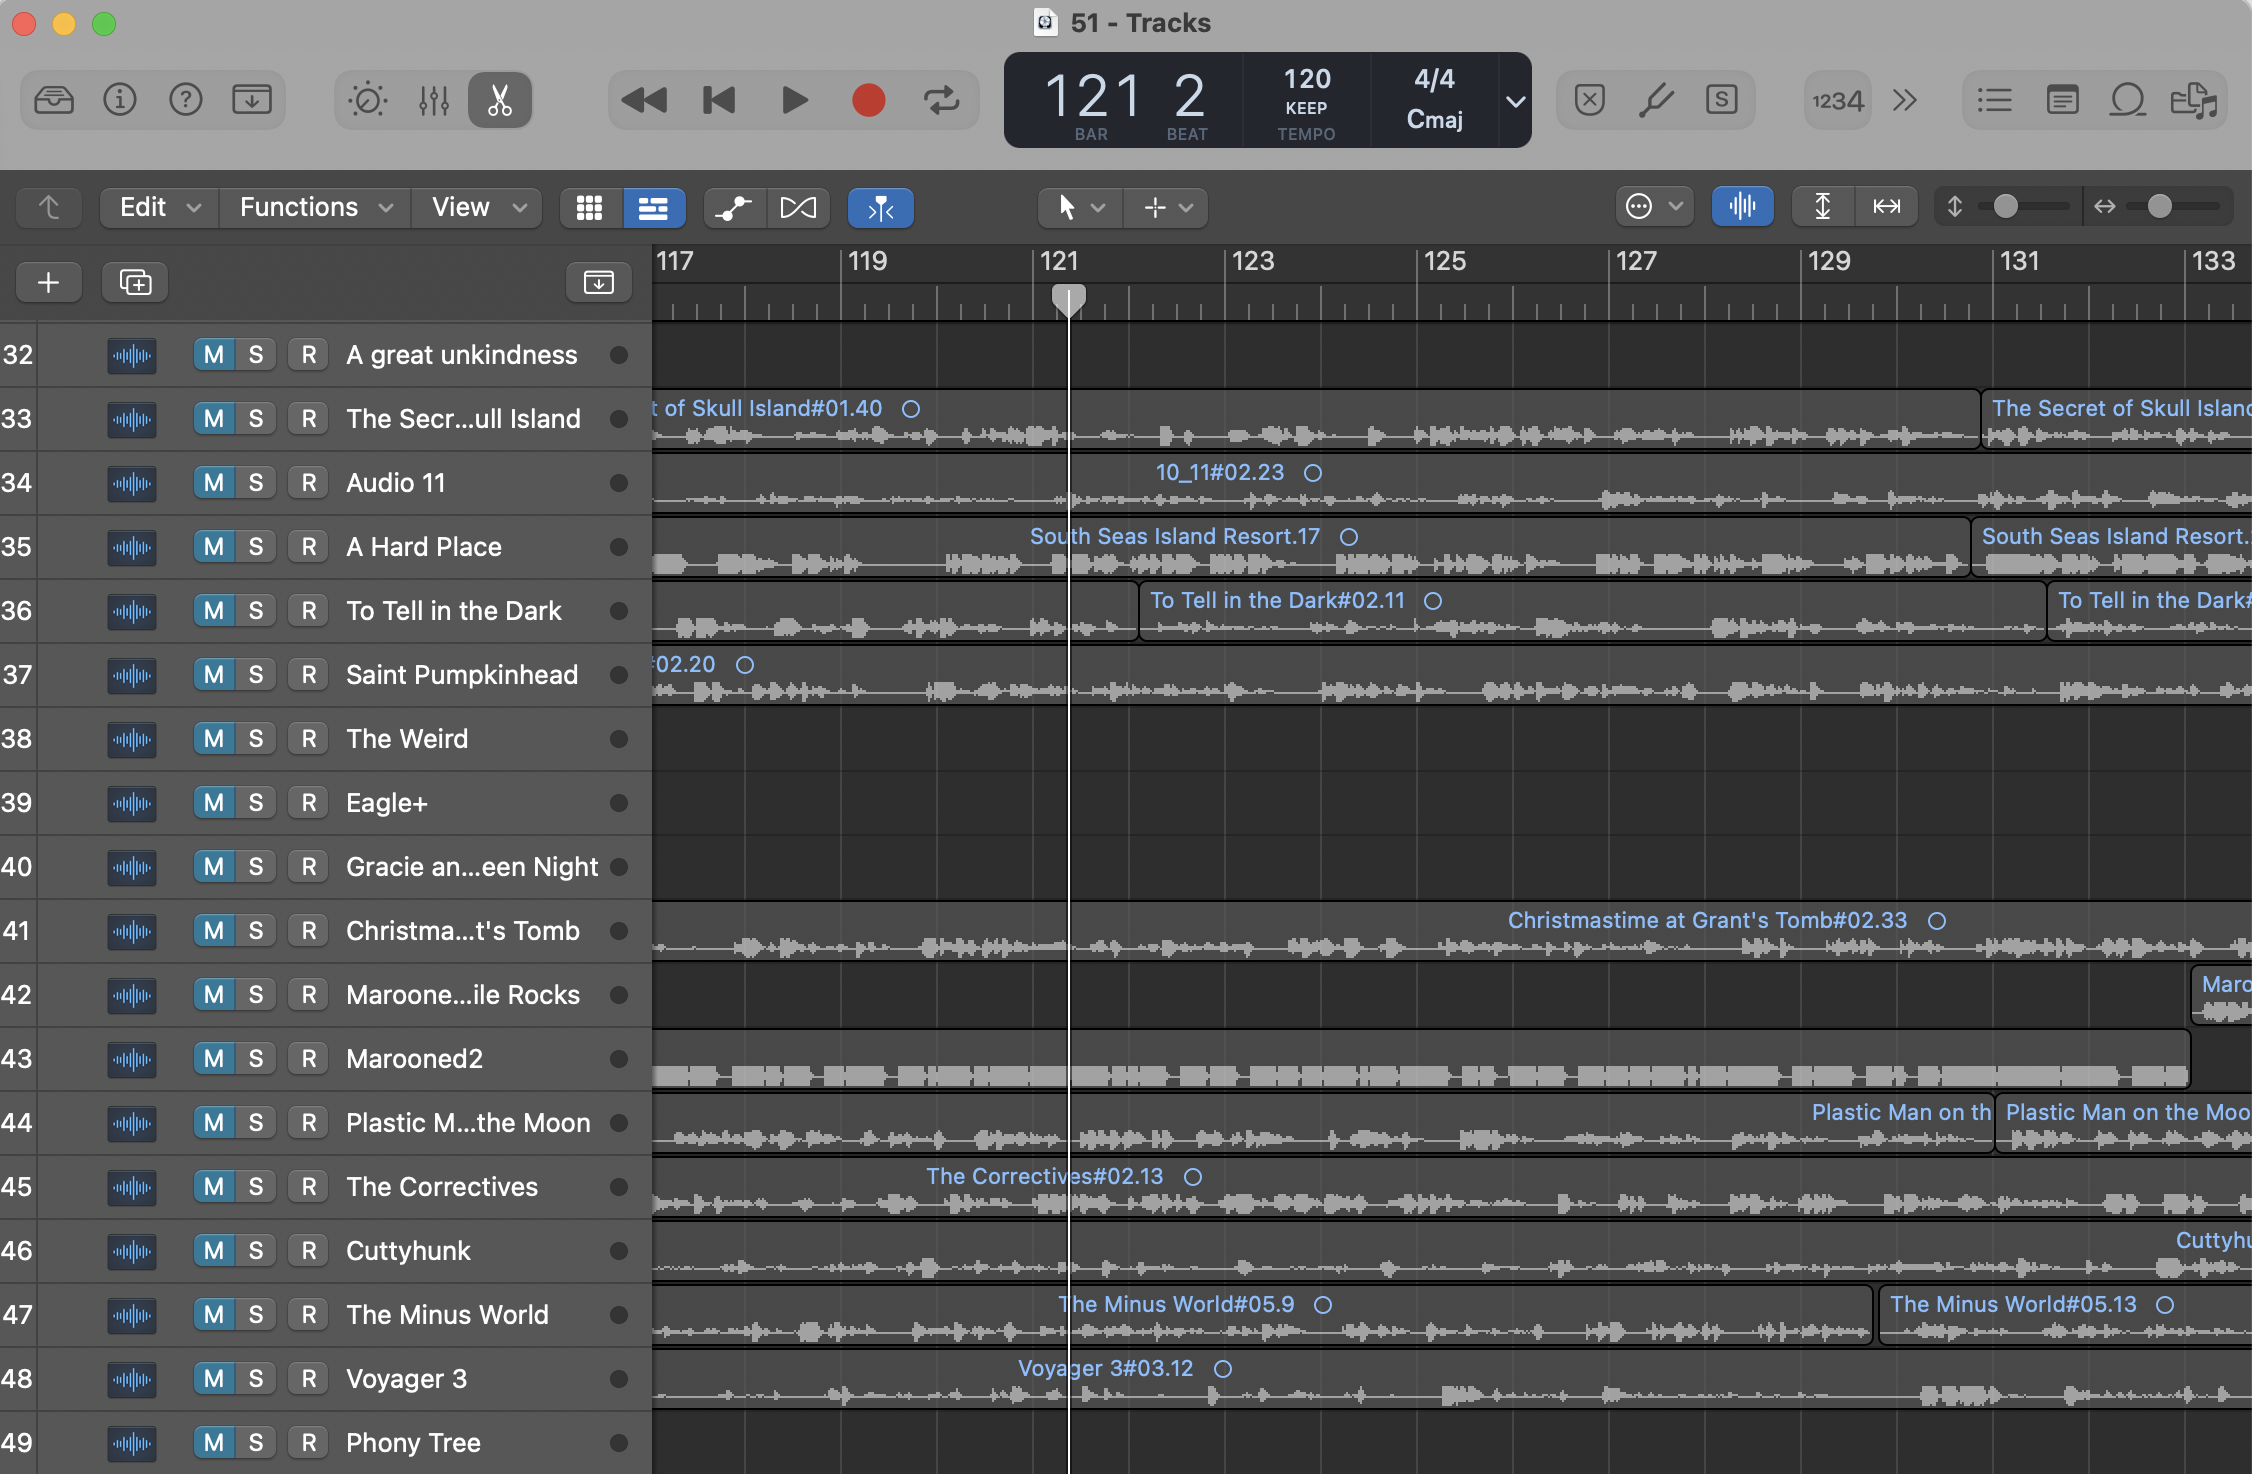 51 - Tracks
121 2 120 4/4
KEEP Cmaj
BAR BEAT TEMPO
S
1234
Edit Functions View
117 119 121 123 125 127 129 131 133
32 M S R A great unkindness
33 M S R The Secr...ull Island
t of Skull Island#01.40 The Secret of Skull Island
34 M S R Audio 11
10_11#02.23
35 M S R A Hard Place
South Seas Island Resort.17 South Seas Island Resort.
36 M S R To Tell in the Dark
To Tell in the Dark#02.11 To Tell in the Dark#
37 M S R Saint Pumpkinhead
#02.20
38 M S R The Weird
39 M S R Eagle+
40 M S R Gracie an...een Night
41 M S R Christma...t's Tomb
Christmastime at Grant's Tomb#02.33
42 M S R Maroone...ile Rocks
Maro
43 M S R Marooned2
44 M S R Plastic M...the Moon
Plastic Man on th Plastic Man on the Moo
45 M S R The Correctives
The Correctives#02.13
46 M S R Cuttyhunk
Cuttyhu
47 M S R The Minus World
The Minus World#05.9 The Minus World#05.13
48 M S R Voyager 3
Voyager 3#03.12
49 M S R Phony Tree